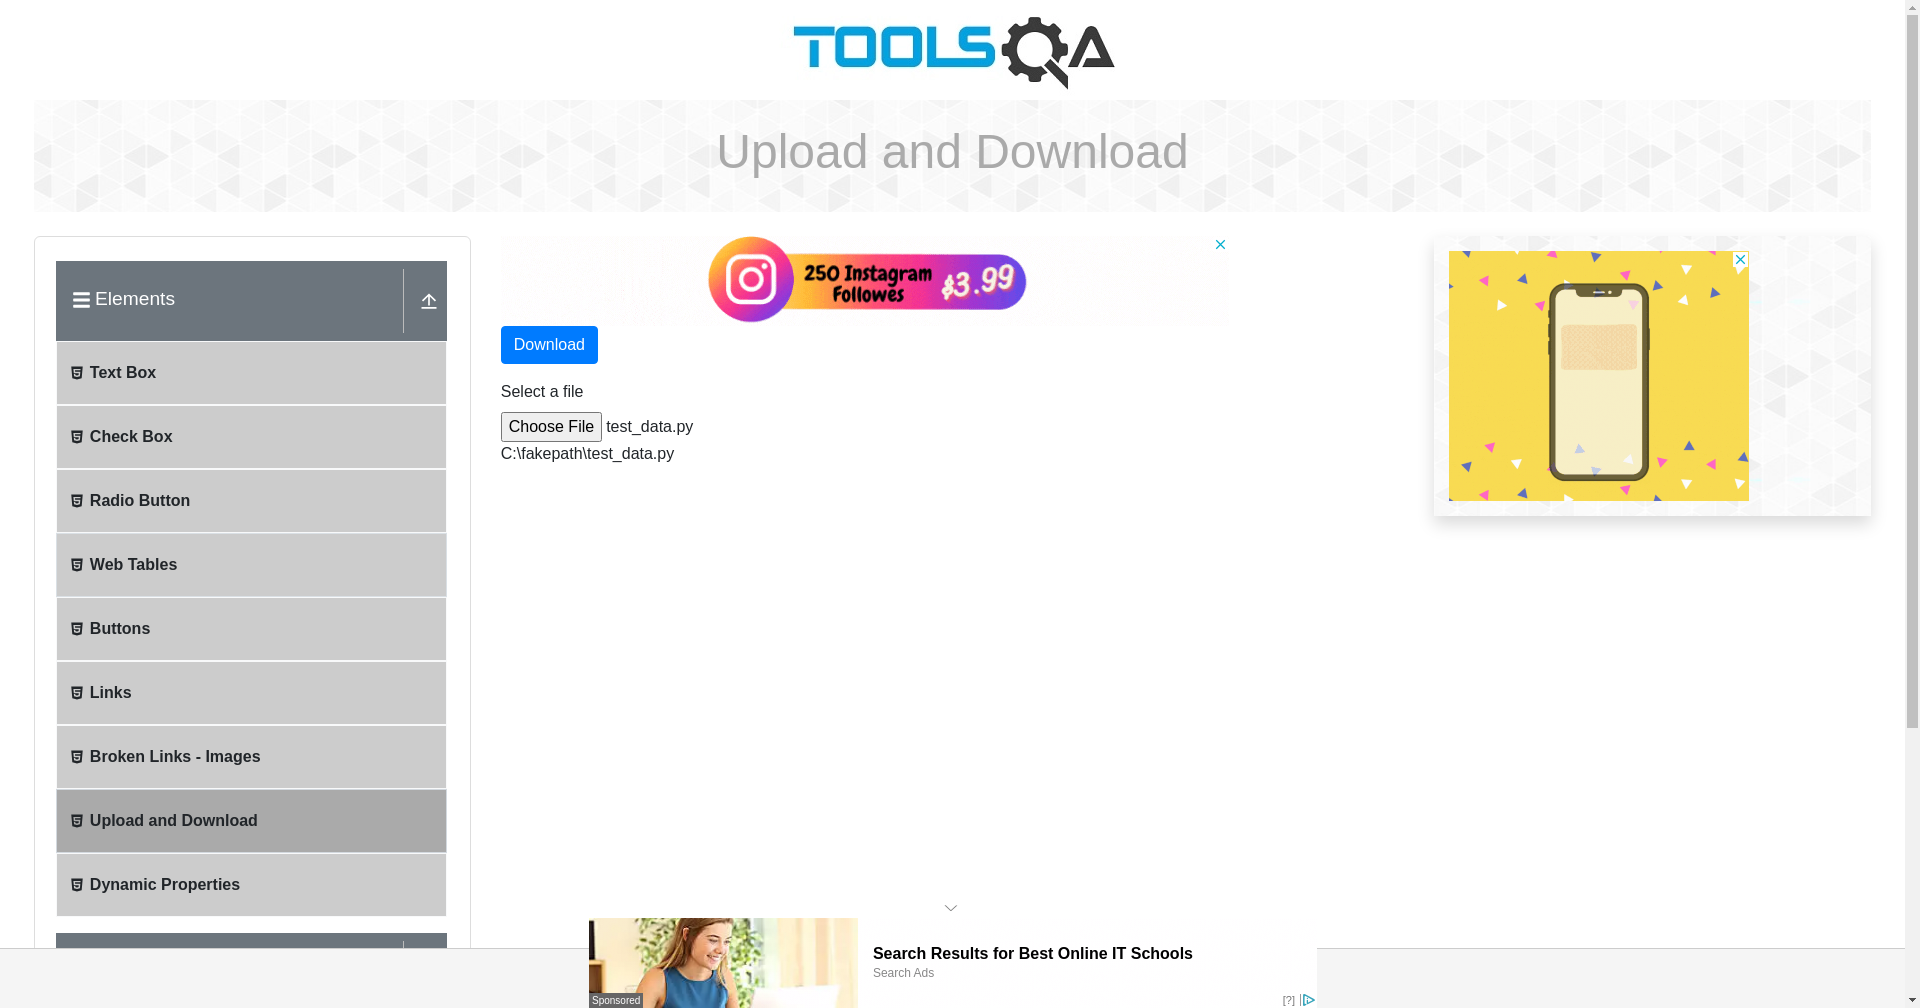 TOOLSQA
Upload and Download
Elements
Text Box
Check Box
Radio Button
Web Tables
Buttons
Links
Broken Links - Images
Upload and Download
Dynamic Properties
250 Instagram
Followes
$3.99
Download
Select a file
Choose File test_data.py
C:\fakepath\test_data.py
Search Results for Best Online IT Schools
Search Ads
Sponsored
[?]